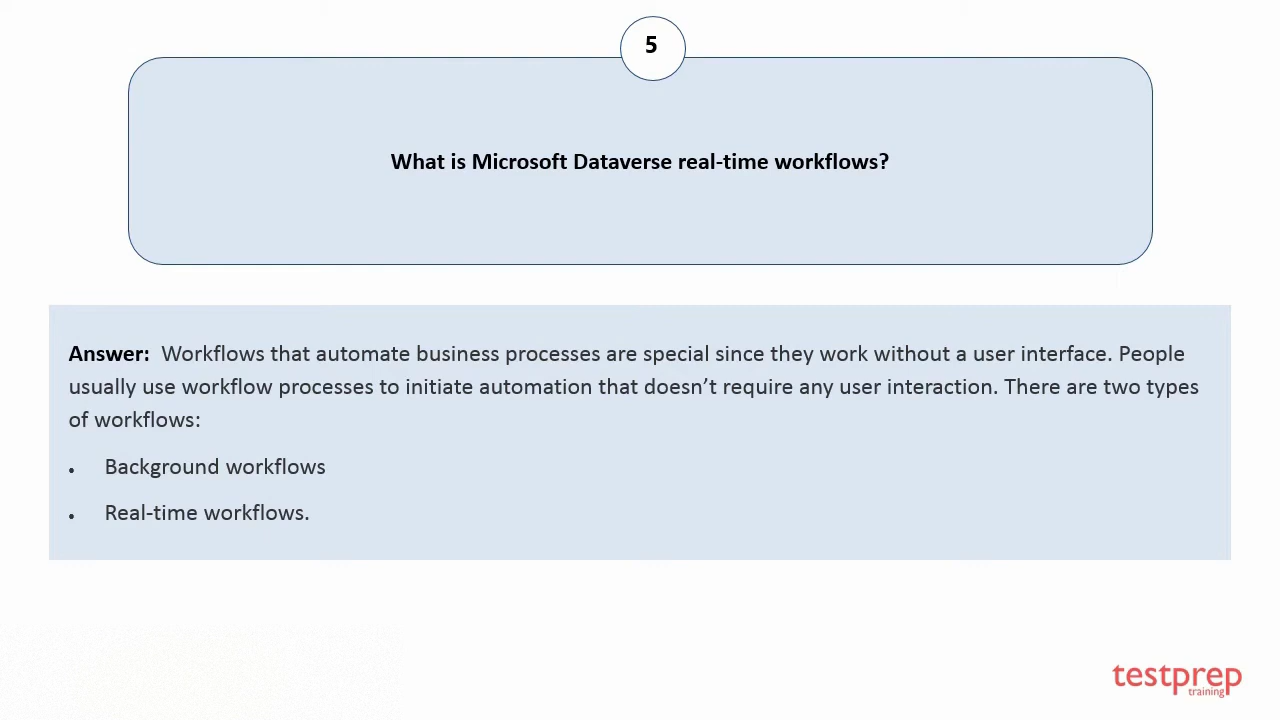 5
What is Microsoft Dataverse real-time workflows?
Answer: Workflows that automate business processes are special since they work without a user interface. People
usually use workflow processes to initiate automation that doesn’t require any user interaction. There are two types
of workflows:
• Background workflows
• Real-time workflows.
testprep
training